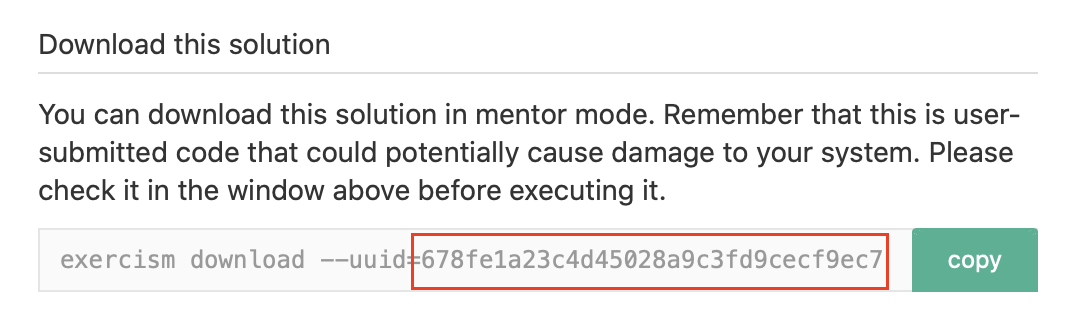 Download this solution
You can download this solution in mentor mode. Remember that this is user-
submitted code that could potentially cause damage to your system. Please
check it in the window above before executing it.
exercism download --uuid=678fe1a23c4d45028a9c3fd9cecf9ec7 copy